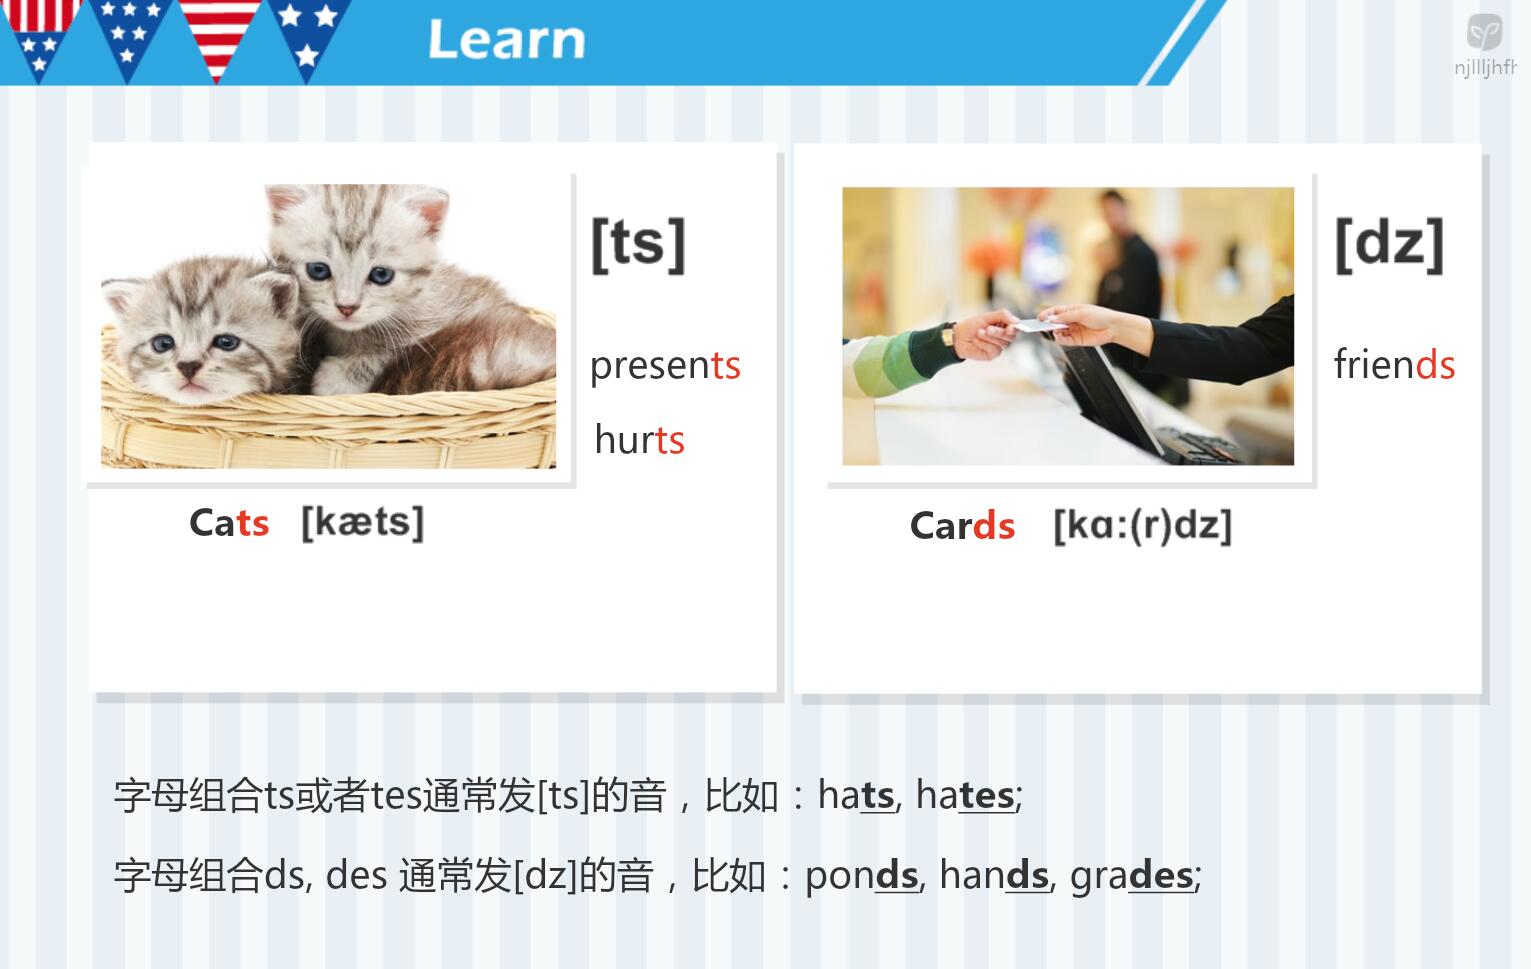 Learn
njllljhfh
[ts]
presents
hurts
Cats [kæts]
[dz]
friends
Cards [kɑ:(r)dz]
字母组合ts或者tes通常发[ts]的音，比如：hats, hates;
字母组合ds, des 通常发[dz]的音，比如：ponds, hands, grades;